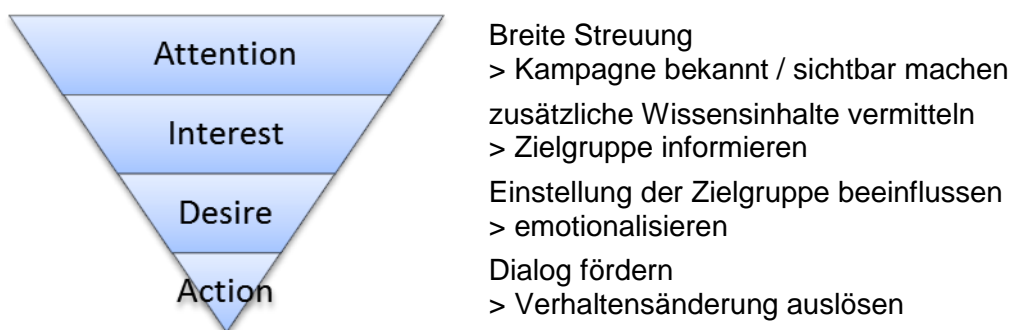 Attention
Breite Streuung
> Kampagne bekannt / sichtbar machen
Interest
zusätzliche Wissensinhalte vermitteln
> Zielgruppe informieren
Desire
Einstellung der Zielgruppe beeinflussen
> emotionalisieren
Action
Dialog fördern
> Verhaltensänderung auslösen